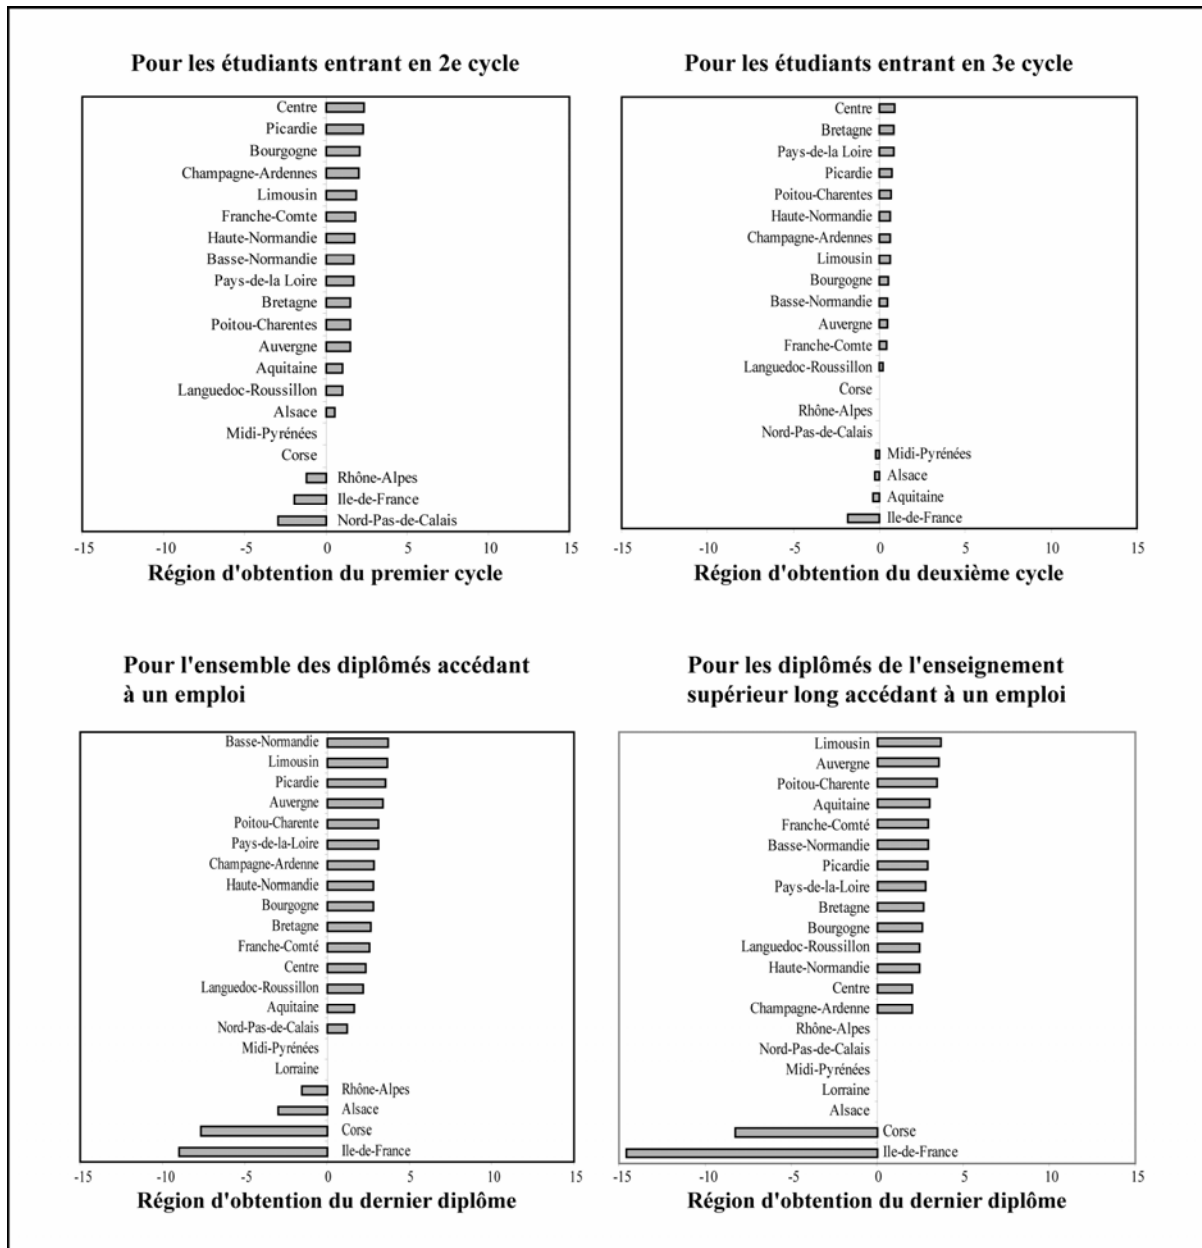 Pour les étudiants entrant en 2e cycle
Centre
Picardie
Bourgogne
Champagne-Ardennes
Limousin
Franche-Comte
Haute-Normandie
Basse-Normandie
Pays-de-la Loire
Bretagne
Poitou-Charentes
Auvergne
Aquitaine
Languedoc-Roussillon
Alsace
Midi-Pyrénées
Corse
Rhône-Alpes
Ile-de-France
Nord-Pas-de-Calais
-15 -10 -5 0 5 10 15
Région d'obtention du premier cycle
Pour les étudiants entrant en 3e cycle
Centre
Bretagne
Pays-de-la Loire
Picardie
Poitou-Charentes
Haute-Normandie
Champagne-Ardennes
Limousin
Bourgogne
Basse-Normandie
Auvergne
Franche-Comte
Languedoc-Roussillon
Corse
Rhône-Alpes
Nord-Pas-de-Calais
Midi-Pyrénées
Alsace
Aquitaine
Ile-de-France
-15 -10 -5 0 5 10 15
Région d'obtention du deuxième cycle
Pour l'ensemble des diplômés accédant
à un emploi
Basse-Normandie
Limousin
Picardie
Auvergne
Poitou-Charente
Pays-de-la-Loire
Champagne-Ardenne
Haute-Normandie
Bourgogne
Bretagne
Franche-Comté
Centre
Languedoc-Roussillon
Aquitaine
Nord-Pas-de-Calais
Midi-Pyrénées
Lorraine
Rhône-Alpes
Alsace
Corse
Ile-de-France
-15 -10 -5 0 5 10 15
Région d'obtention du dernier diplôme
Pour les diplômés de l'enseignement
supérieur long accédant à un emploi
Limousin
Auvergne
Poitou-Charente
Aquitaine
Franche-Comté
Basse-Normandie
Picardie
Pays-de-la-Loire
Bretagne
Bourgogne
Languedoc-Roussillon
Haute-Normandie
Centre
Champagne-Ardenne
Rhône-Alpes
Nord-Pas-de-Calais
Midi-Pyrénées
Lorraine
Alsace
Corse
Ile-de-France
-15 -10 -5 0 5 10 15
Région d'obtention du dernier diplôme